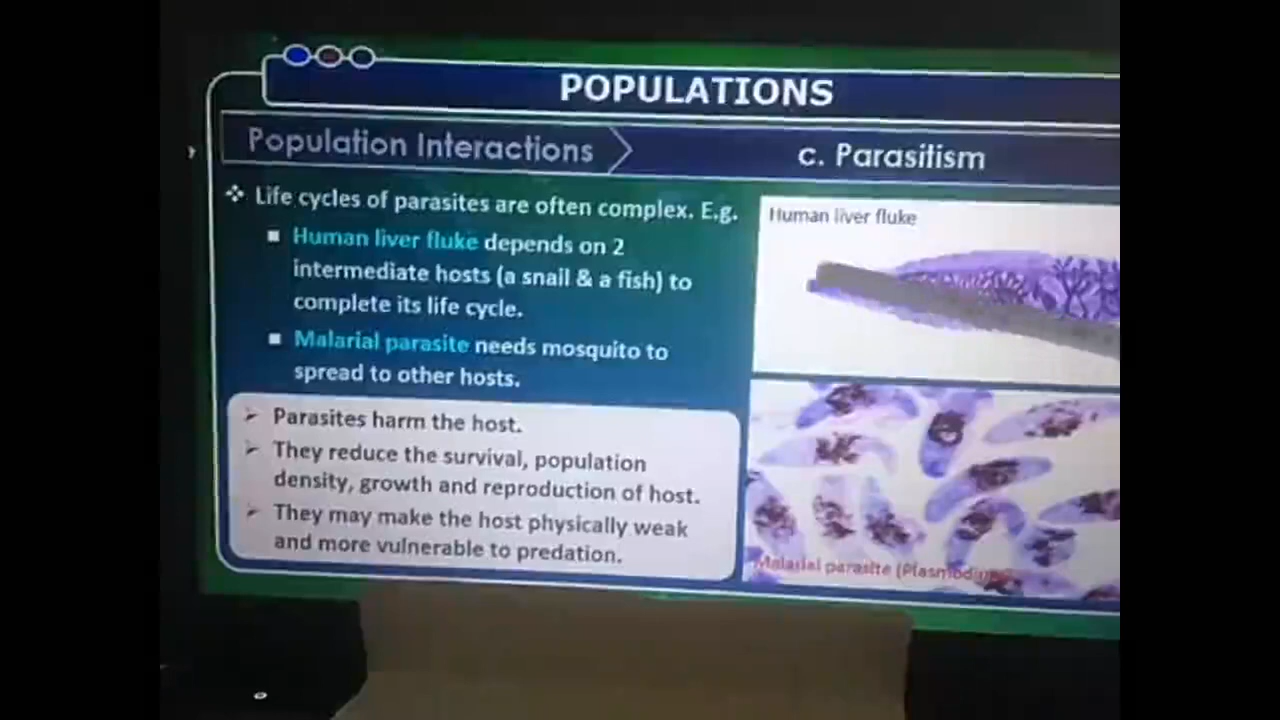 POPULATIONS
Population Interactions
c. Parasitism
❖ Life cycles of parasites are often complex. E.g.
▪ Human liver fluke depends on 2
intermediate hosts (a snail & a fish) to
complete its life cycle.
▪ Malarial parasite needs mosquito to
spread to other hosts.
➢ Parasites harm the host.
➢ They reduce the survival, population
density, growth and reproduction of host.
➢ They may make the host physically weak
and more vulnerable to predation.
Human liver fluke
Malarial parasite (Plasmodium)